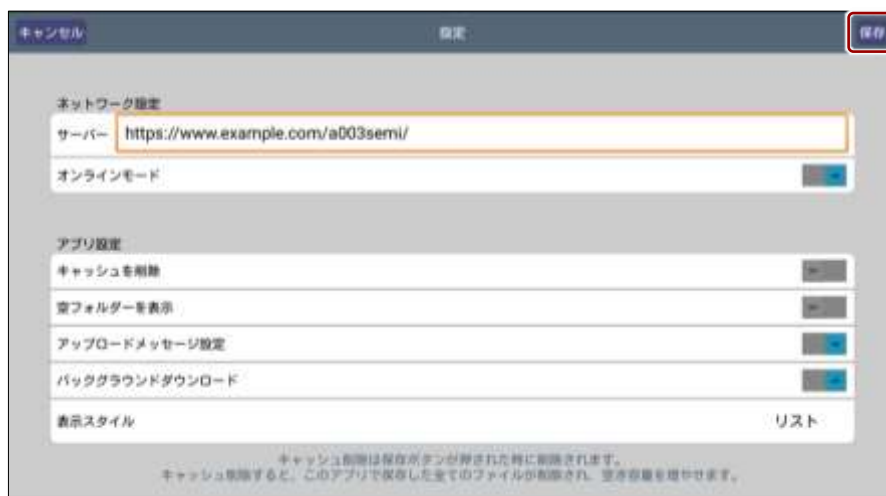 キャンセル
設定
保存
ネットワーク設定
サーバー https://www.example.com/a003semi/
オンラインモード
アプリ設定
キャッシュを削除
空フォルダーを表示
アップロードメッセージ設定
バックグラウンドダウンロード
表示スタイル リスト
キャッシュ削除は保存ボタンが押された時に削除されます。
キャッシュ削除すると、このアプリで保存した全てのファイルが削除され、空き容量を増やせます。